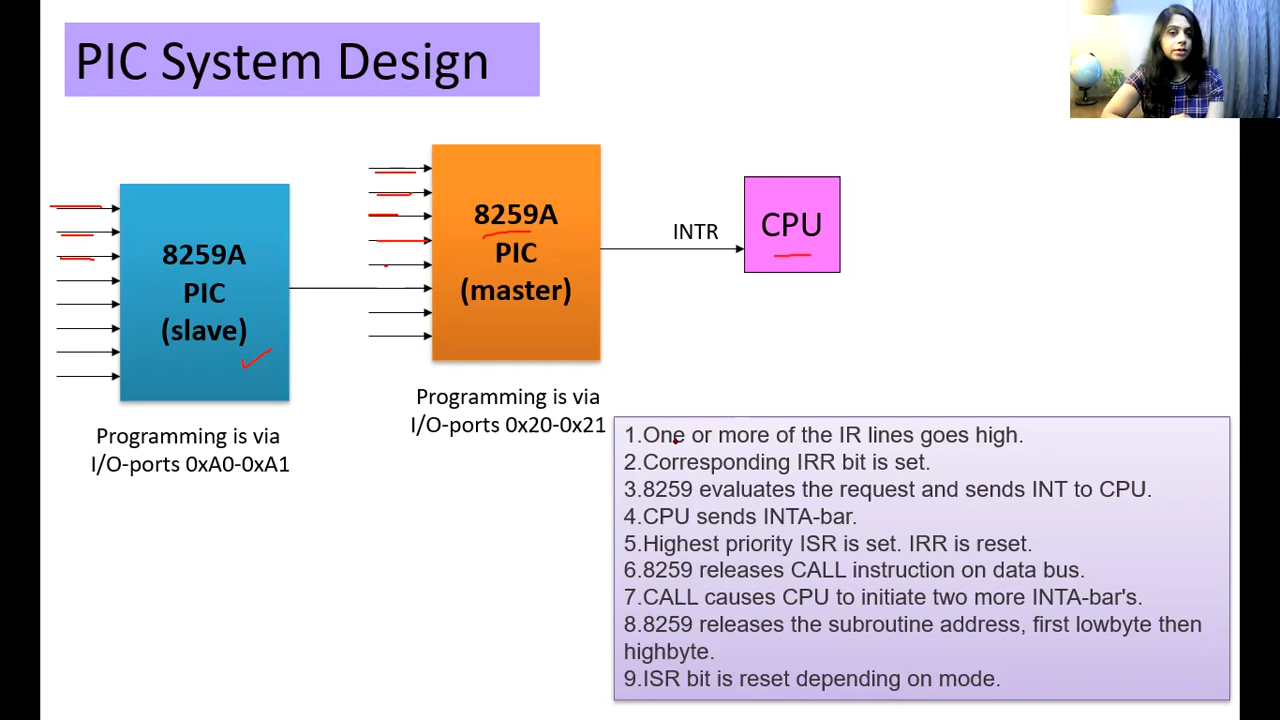 PIC System Design
8259A
PIC
(slave)
8259A
PIC
(master)
INTR
CPU
Programming is via
I/O-ports 0xA0-0xA1
Programming is via
I/O-ports 0x20-0x21
1.One or more of the IR lines goes high.
2.Corresponding IRR bit is set.
3.8259 evaluates the request and sends INT to CPU.
4.CPU sends INTA-bar.
5.Highest priority ISR is set. IRR is reset.
6.8259 releases CALL instruction on data bus.
7.CALL causes CPU to initiate two more INTA-bar's.
8.8259 releases the subroutine address, first lowbyte then
highbyte.
9.ISR bit is reset depending on mode.